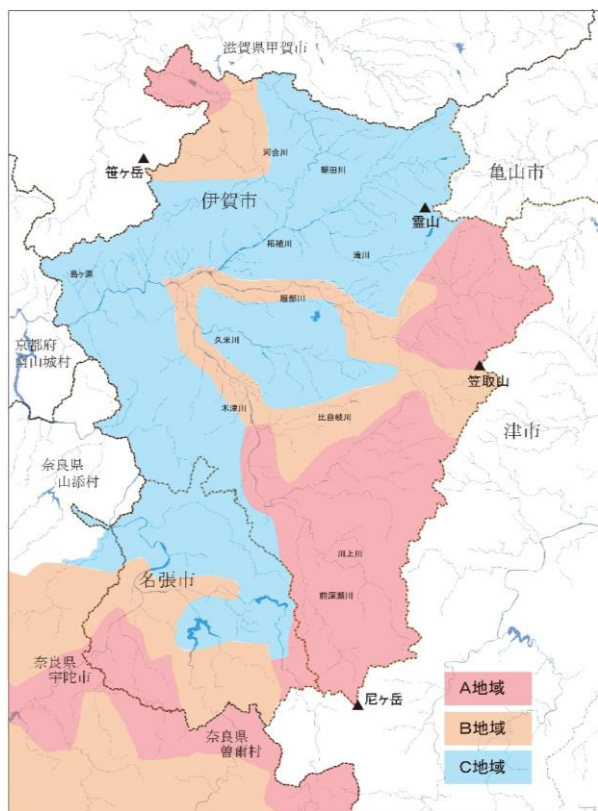 滋賀県甲賀市
笹ヶ岳
河合川
鞆田川
亀山市
伊賀市
霊山
柘植川
滝川
島ヶ原
服部川
京都府
南山城村
久米川
笠取山
木津川
比自岐川
津市
奈良県
山添村
川上川
名張市
前深瀬川
奈良県
宇陀市
A地域
尼ヶ岳
B地域
奈良県
曽爾村
C地域